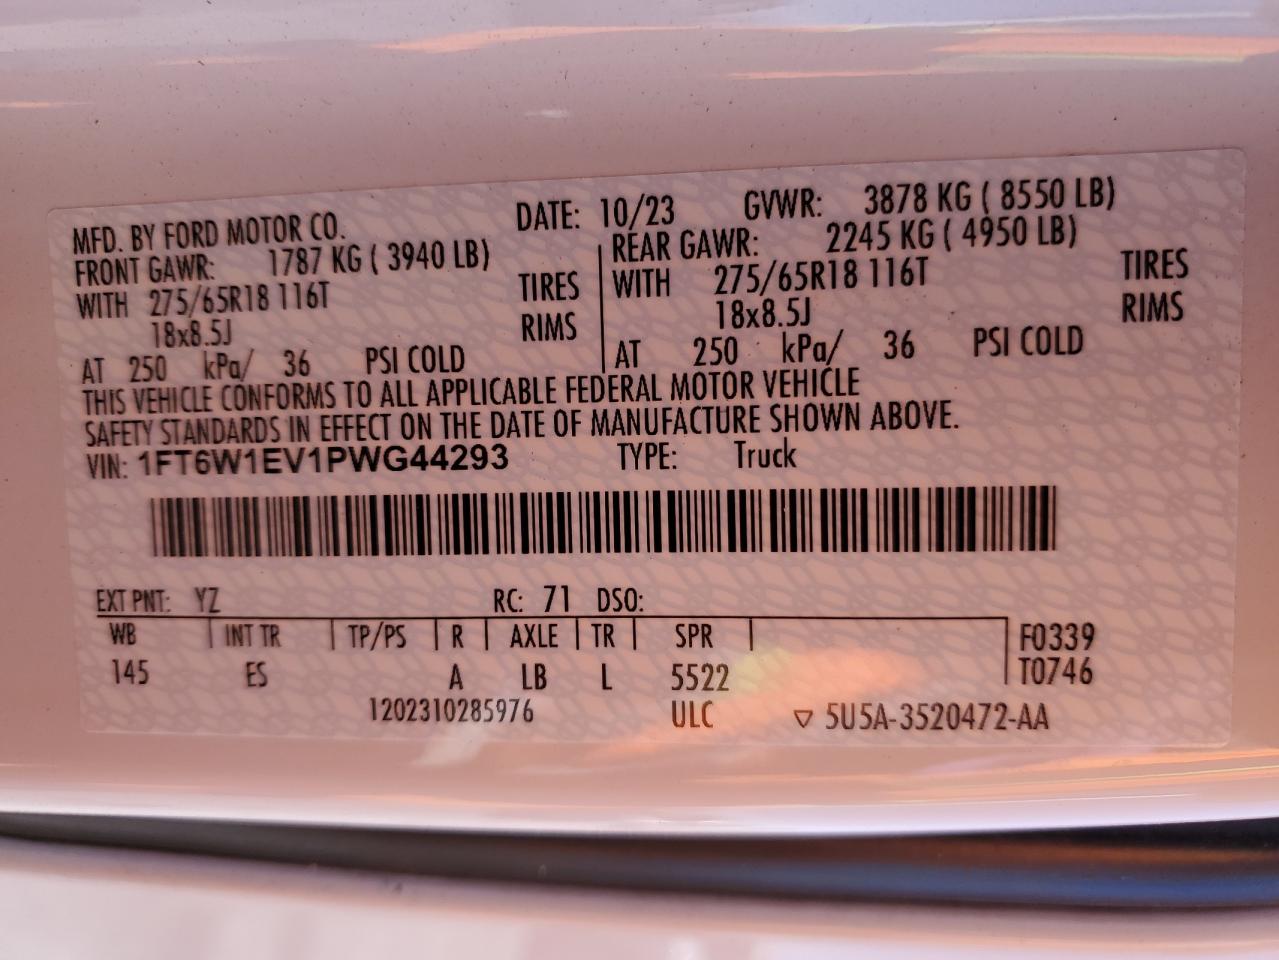 MFD. BY FORD MOTOR CO. DATE: 10/23 GVWR: 3878 KG ( 8550 LB)
FRONT GAWR: 1787 KG ( 3940 LB) REAR GAWR: 2245 KG ( 4950 LB)
WITH 275/65R18 116T TIRES WITH 275/65R18 116T TIRES
18x8.5J RIMS 18x8.5J RIMS
AT 250 kPa/ 36 PSI COLD AT 250 kPa/ 36 PSI COLD
THIS VEHICLE CONFORMS TO ALL APPLICABLE FEDERAL MOTOR VEHICLE
SAFETY STANDARDS IN EFFECT ON THE DATE OF MANUFACTURE SHOWN ABOVE.
VIN: 1FT6W1EV1PWG44293 TYPE: Truck
EXT PNT: YZ RC: 71 DSO:
WB INT TR TP/PS R AXLE TR SPR F0339
145 ES A LB L 5522 T0746
1202310285976 ULC ▽ 5U5A-3520472-AA